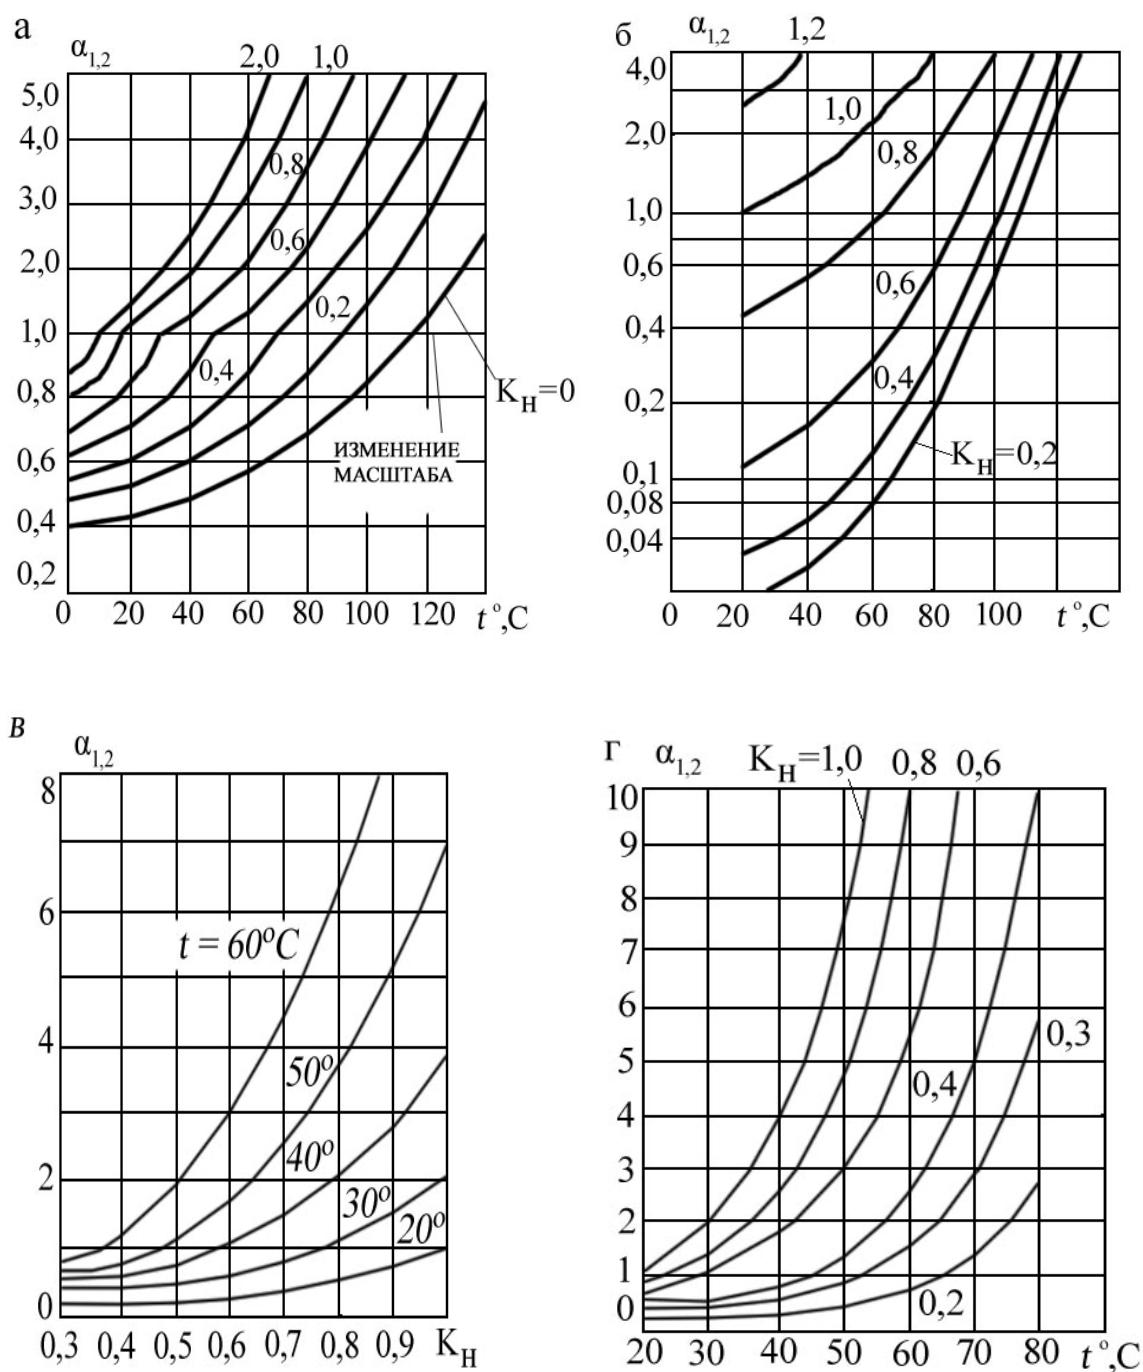 а
α1,2
2,0 1,0
5,0
4,0
3,0
2,0
1,0
0,8
0,6
0,4
0,2
0,8
0,6
0,2
0,4
KН=0
ИЗМЕНЕНИЕ
МАСШТАБА
0 20 40 60 80 100 120 t°,C
б
α1,2 1,2
4,0
2,0
1,0
0,6
0,4
0,2
0,1
0,08
0,04
1,0
0,8
0,6
0,4
KН=0,2
0 20 40 60 80 100 t°,C
в
α1,2
8
6
4
2
0
t = 60°C
50°
40°
30°
20°
0,3 0,4 0,5 0,6 0,7 0,8 0,9 KН
г
α1,2 KН=1,0 0,8 0,6
10
9
8
7
6
5
4
3
2
1
0
0,3
0,4
0,2
20 30 40 50 60 70 80 t°,C